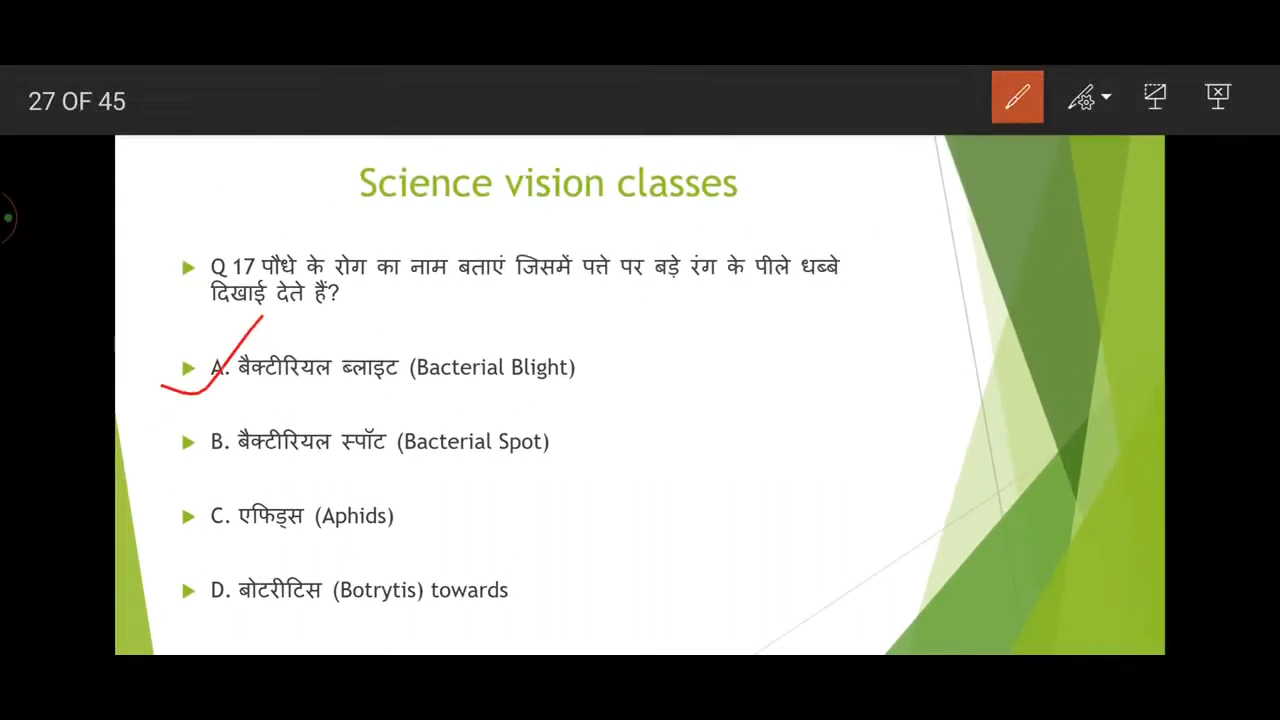 27 OF 45
Science vision classes
Q 17 पौधे के रोग का नाम बताएं जिसमें पत्ते पर बड़े रंग के पीले धब्बे
दिखाई देते हैं?
A. बैक्टीरियल ब्लाइट (Bacterial Blight)
B. बैक्टीरियल स्पॉट (Bacterial Spot)
C. एफिड्स (Aphids)
D. बोटरीटिस (Botrytis) towards